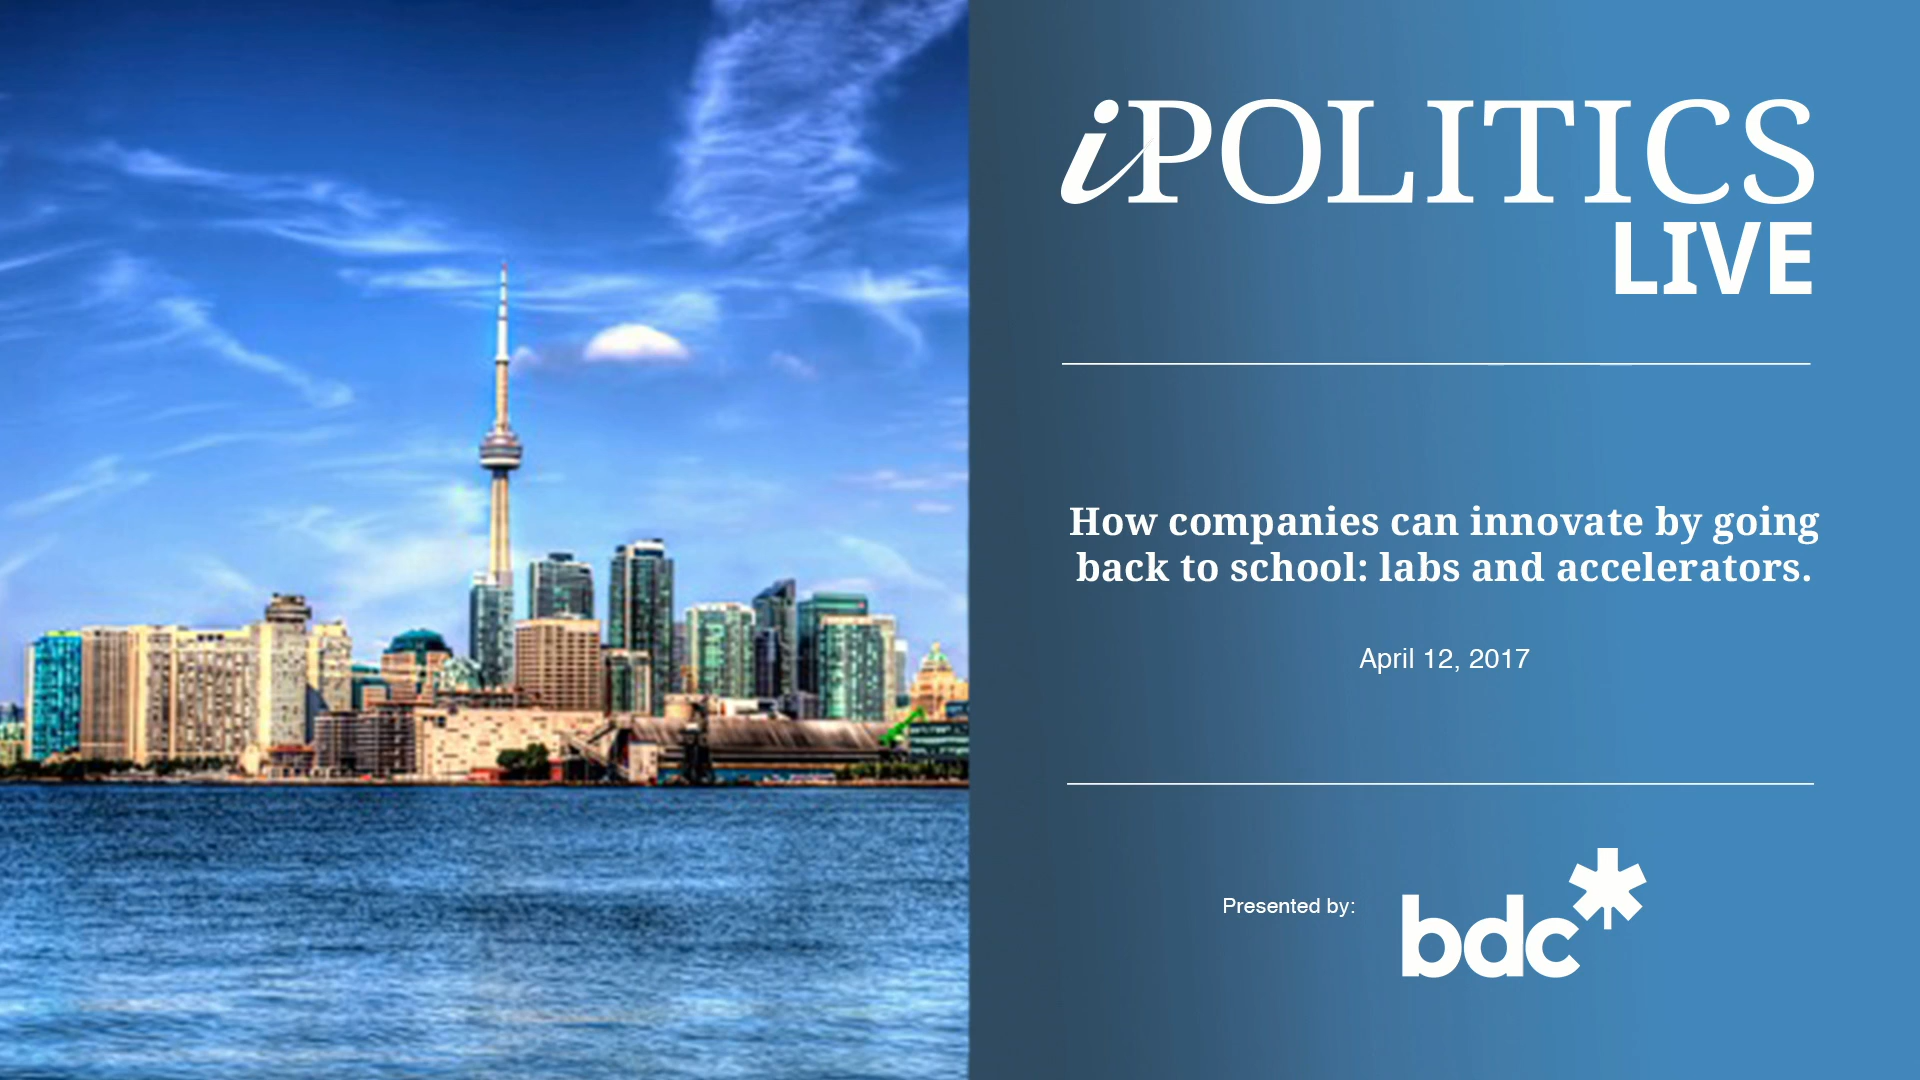 iPOLITICS
LIVE
How companies can innovate by going
back to school: labs and accelerators.
April 12, 2017
Presented by:
bdc